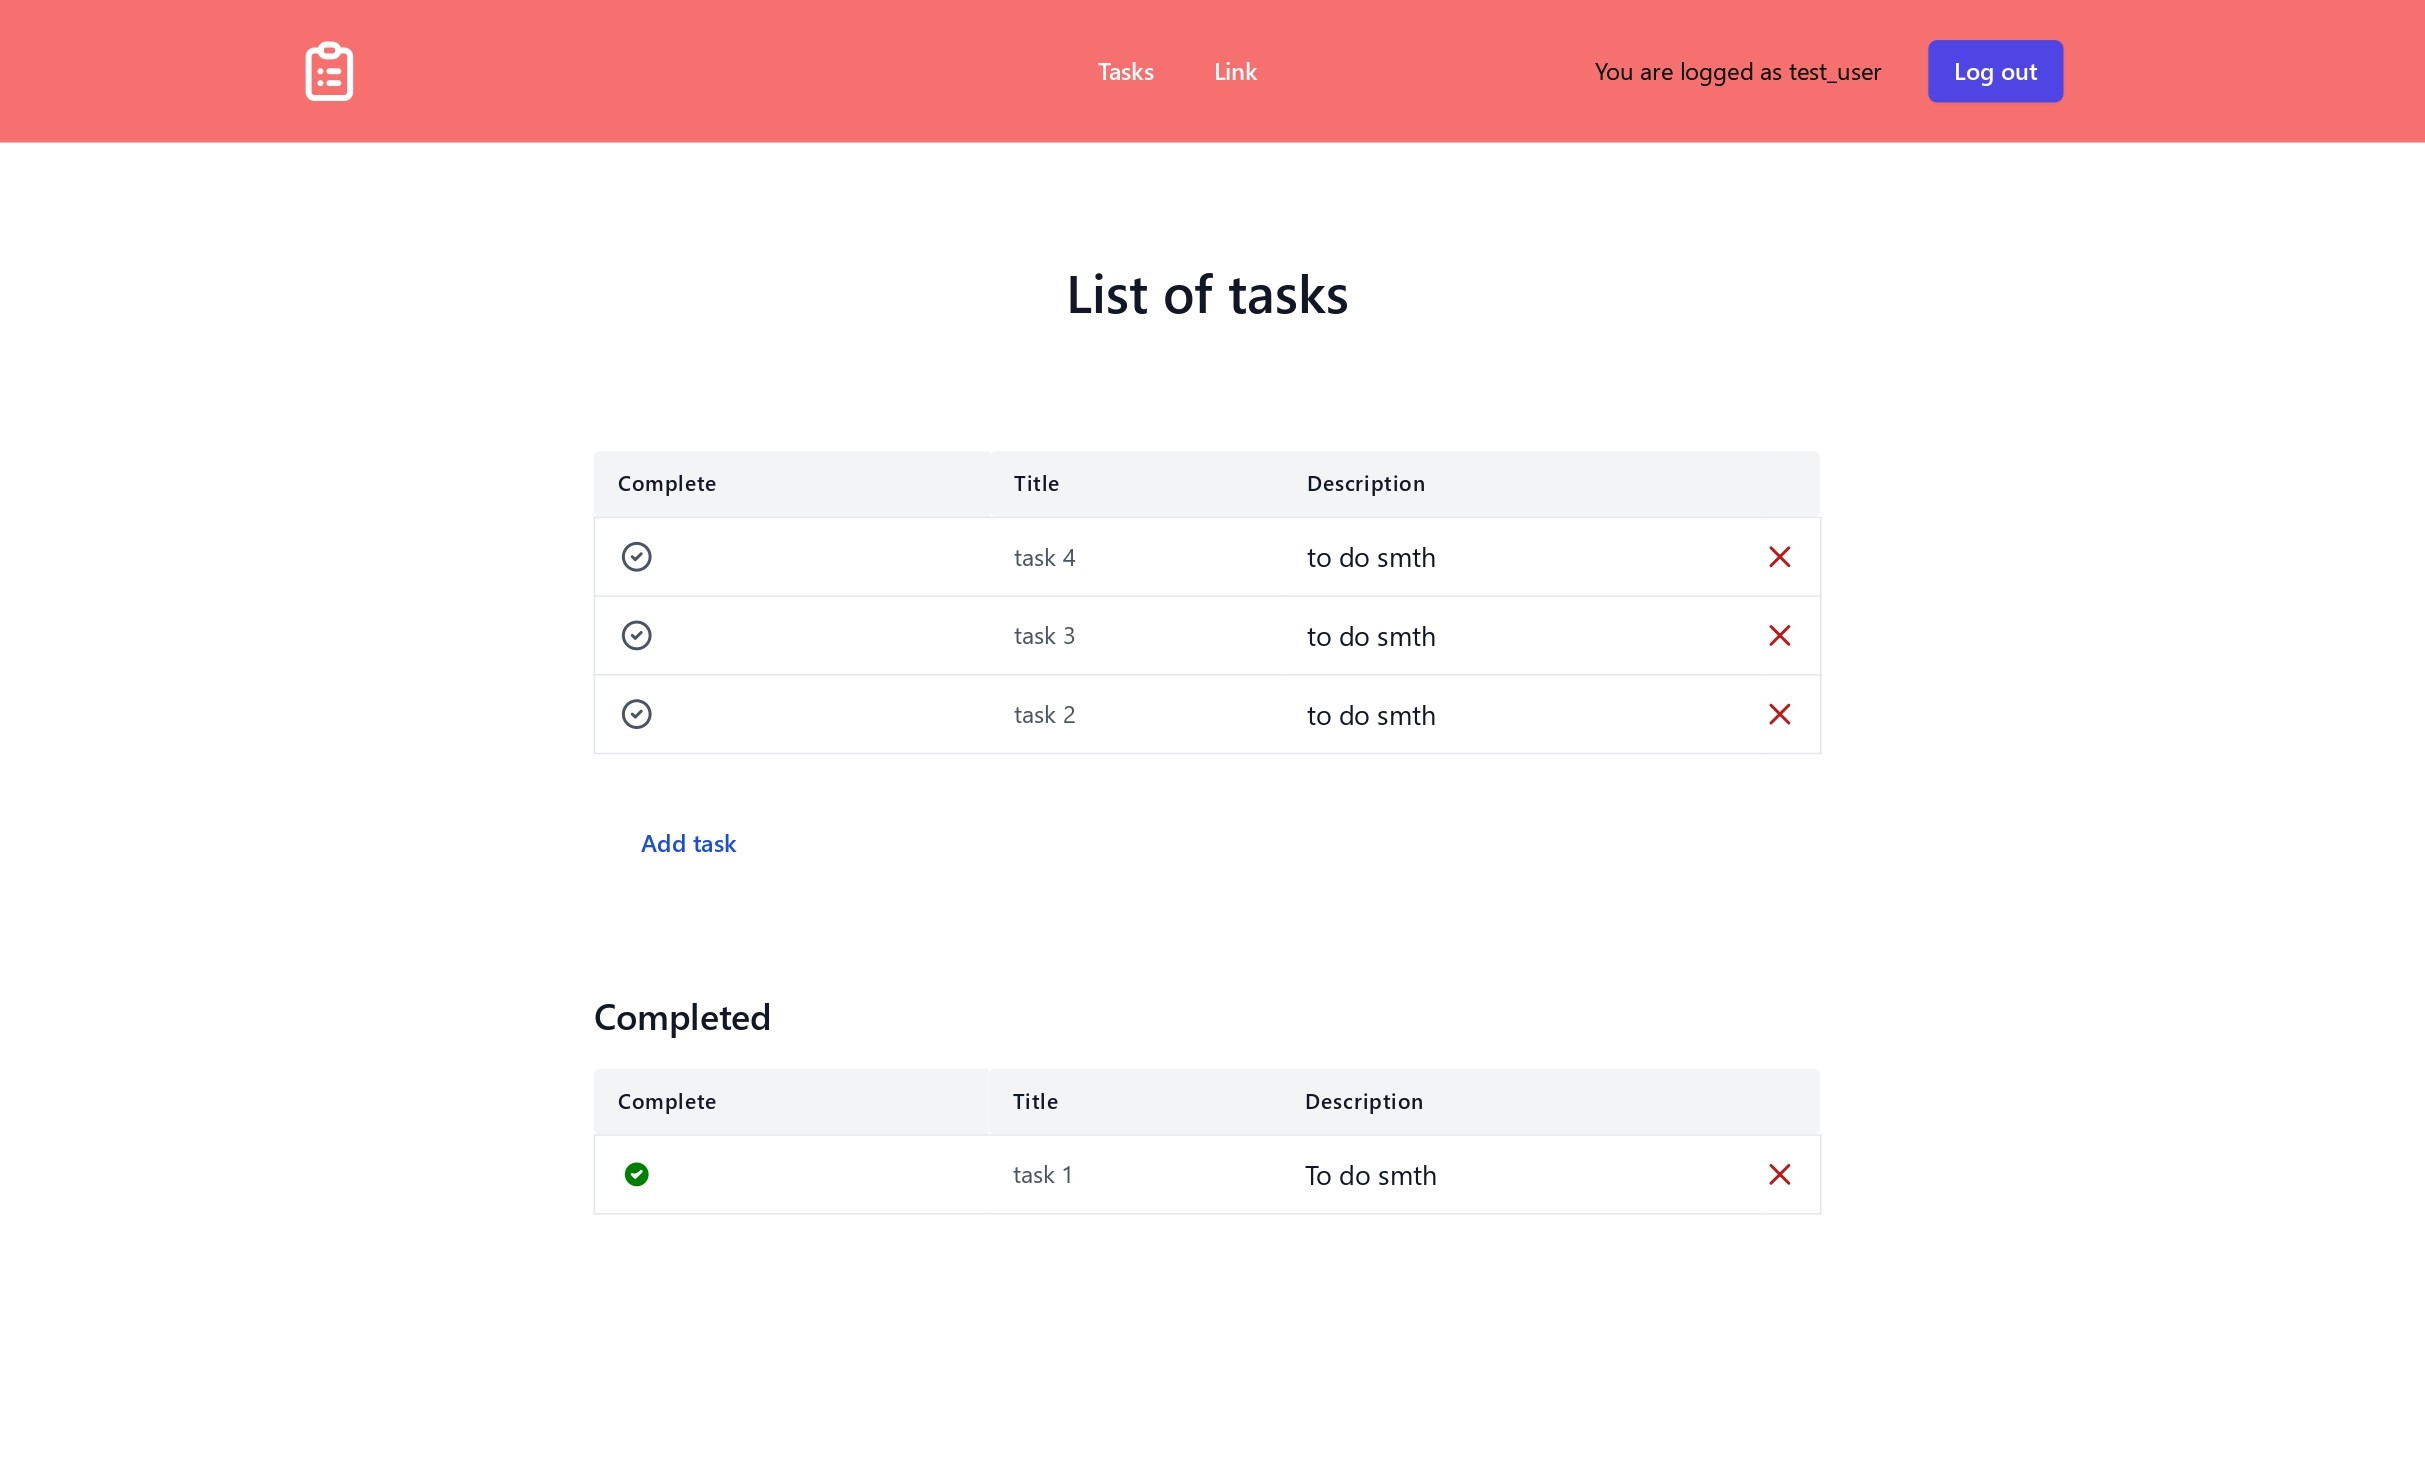 Tasks Link You are logged as test_user Log out
List of tasks
Complete Title Description
task 4 to do smth
task 3 to do smth
task 2 to do smth
Add task
Completed
Complete Title Description
task 1 To do smth